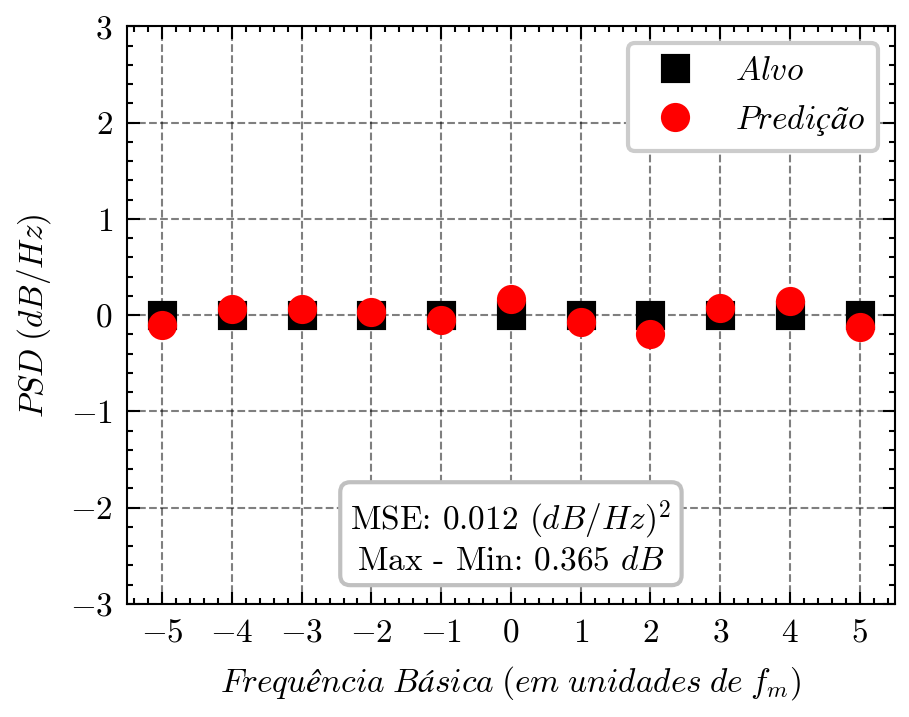 3
2
1
0
−1
−2
−3
PSD (dB/Hz)
Alvo
Predição
MSE: 0.012 (dB/Hz)²
Max - Min: 0.365 dB
−5 −4 −3 −2 −1 0 1 2 3 4 5
Frequência Básica (em unidades de fₘ)